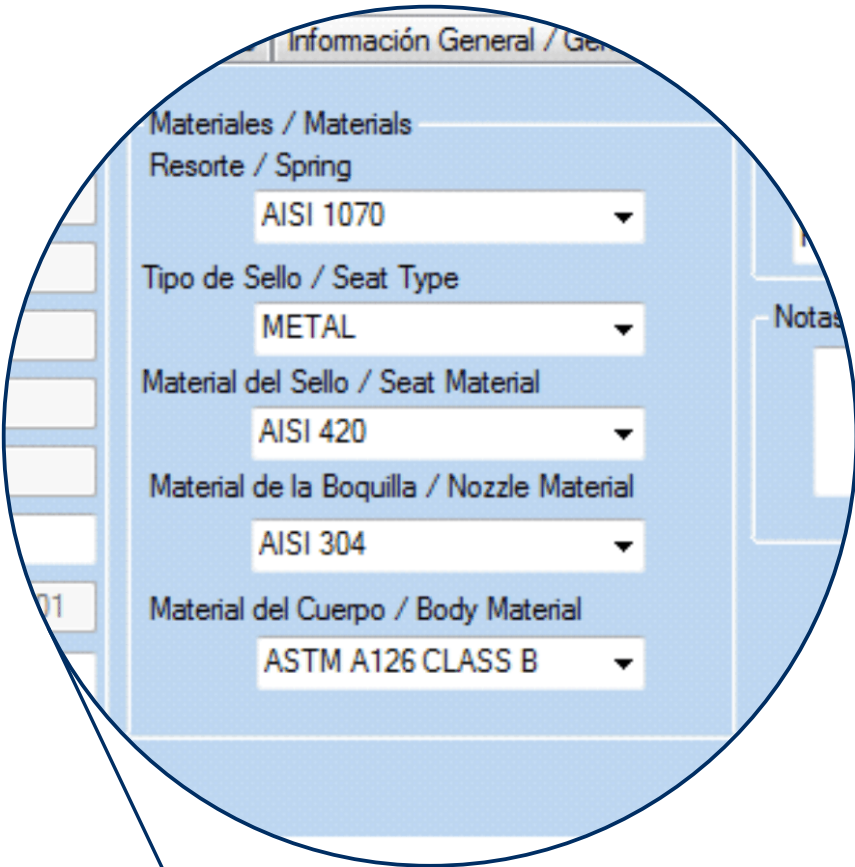 Información General /
Materiales / Materials
Resorte / Spring
AISI 1070
Tipo de Sello / Seat Type
METAL
Material del Sello / Seat Material
AISI 420
Material de la Boquilla / Nozzle Material
AISI 304
Material del Cuerpo / Body Material
ASTM A126 CLASS B
Notas
01